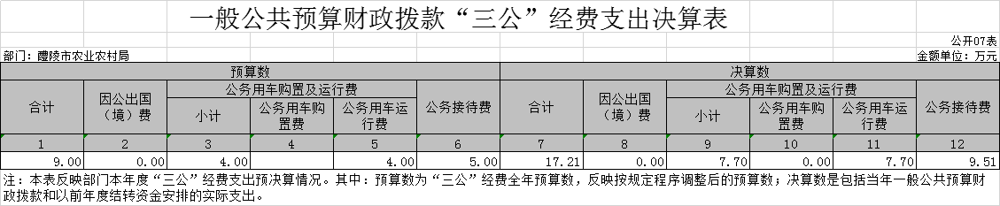 一般公共预算财政拨款“三公”经费支出决算表
公开07表
部门：醴陵市农业农村局 金额单位：万元
预算数 决算数
合计 因公出国（境）费 公务用车购置及运行费 公务接待费 合计 因公出国（境）费 公务用车购置及运行费 公务接待费
小计 公务用车购置费 公务用车运行费 小计 公务用车购置费 公务用车运行费
1 2 3 4 5 6 7 8 9 10 11 12
9.00 0.00 4.00 4.00 5.00 17.21 0.00 7.70 0.00 7.70 9.51
注：本表反映部门本年度“三公”经费支出预决算情况。其中：预算数为“三公”经费全年预算数，反映按规定程序调整后的预算数；决算数是包括当年一般公共预算财
政拨款和以前年度结转资金安排的实际支出。